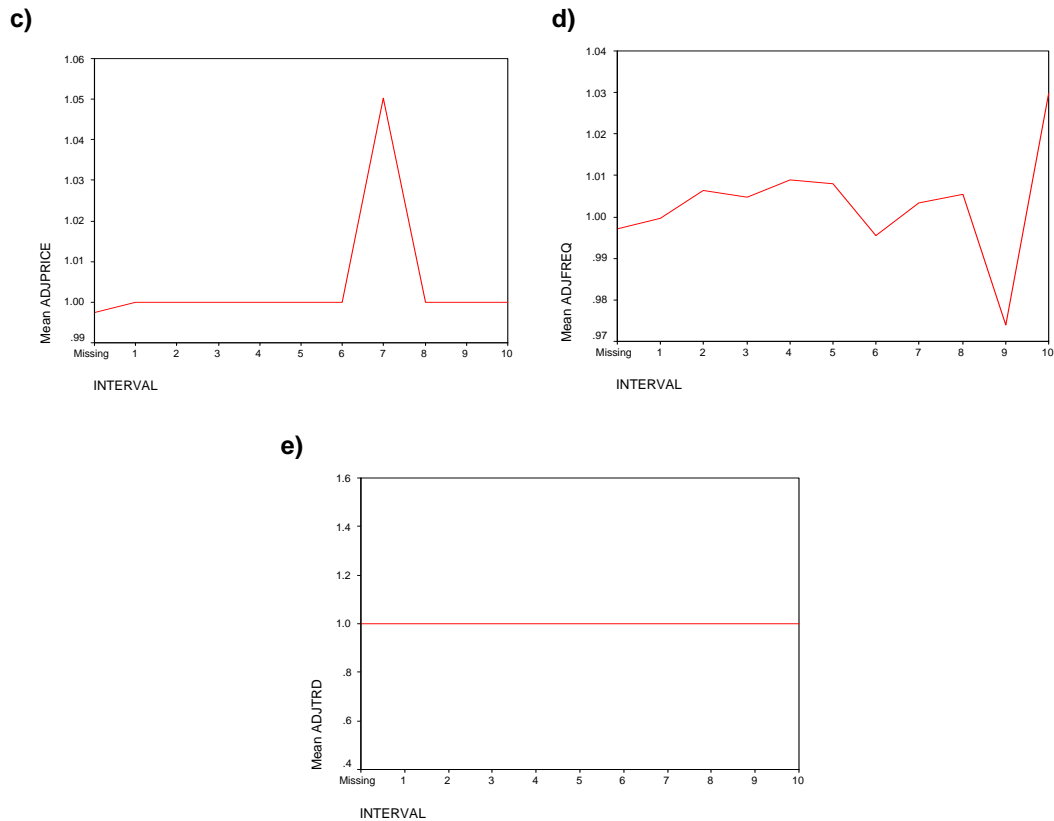 c)
1.06
1.05
1.04
1.03
1.02
1.01
1.00
.99
Mean ADJPRICE
Missing 1 2 3 4 5 6 7 8 9 10
INTERVAL
d)
1.04
1.03
1.02
1.01
1.00
.99
.98
.97
Mean ADJFREQ
Missing 1 2 3 4 5 6 7 8 9 10
INTERVAL
e)
1.6
1.4
1.2
1.0
.8
.6
.4
Mean ADJTRD
Missing 1 2 3 4 5 6 7 8 9 10
INTERVAL